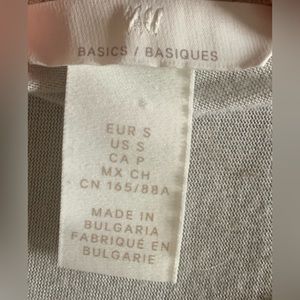 BASICS / BASIQUES
EUR S
US S
CA P
MX CH
CN 165/88A
MADE IN
BULGARIA
FABRIQUÉ EN
BULGARIE